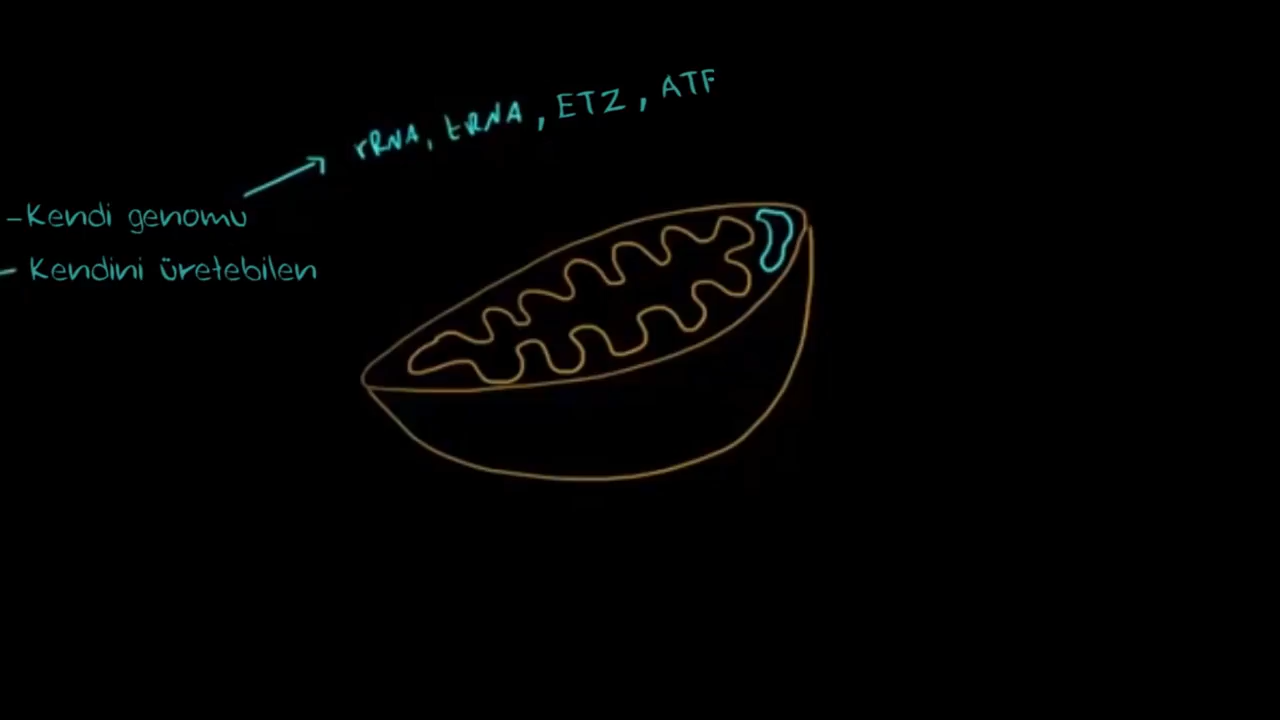 rRNA, tRNA, ETZ, ATF
-Kendi genomu
- Kendini üretebilen